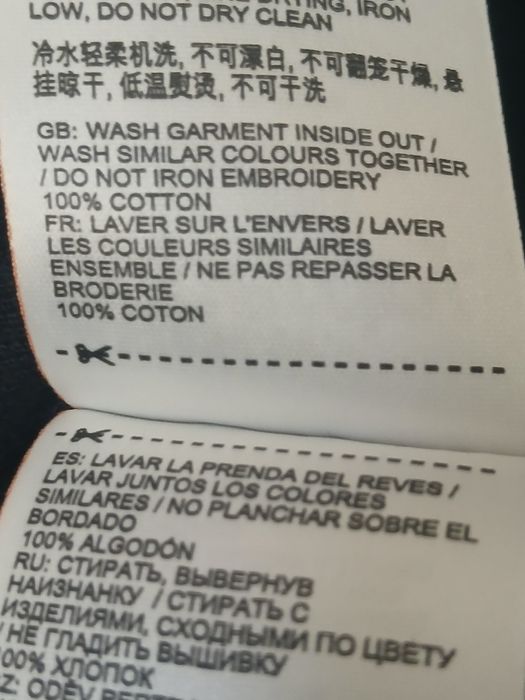 DRYING, IRON
LOW, DO NOT DRY CLEAN
冷水轻柔机洗, 不可漂白, 不可翻笼干燥, 悬
挂晾干, 低温熨烫, 不可干洗
GB: WASH GARMENT INSIDE OUT /
WASH SIMILAR COLOURS TOGETHER
/ DO NOT IRON EMBROIDERY
100% COTTON
FR: LAVER SUR L'ENVERS / LAVER
LES COULEURS SIMILAIRES
ENSEMBLE / NE PAS REPASSER LA
BRODERIE
100% COTON
ES: LAVAR LA PRENDA DEL REVES /
LAVAR JUNTOS LOS COLORES
SIMILARES / NO PLANCHAR SOBRE EL
BORDADO
100% ALGODÓN
RU: СТИРАТЬ, ВЫВЕРНУВ
НАИЗНАНКУ / СТИРАТЬ С
ИЗДЕЛИЯМИ, СХОДНЫМИ ПО ЦВЕТУ
/ НЕ ГЛАДИТЬ ВЫШИВКУ
100% ХЛОПОК
CZ: ODĚV